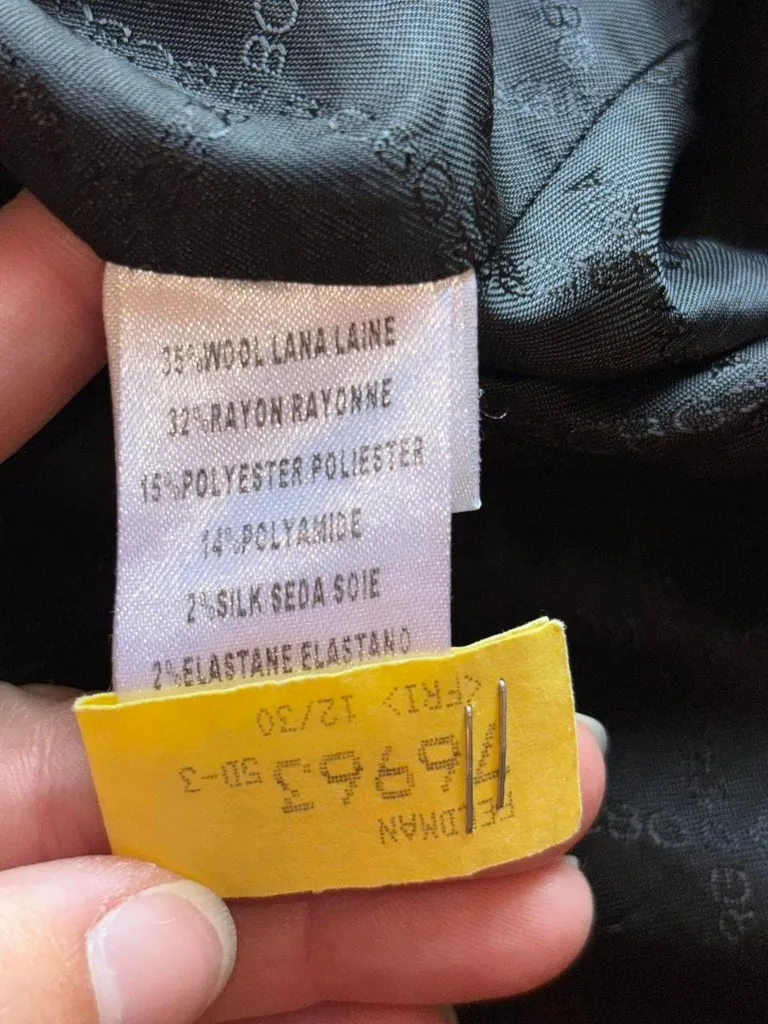 35%WOOL LANA LAINE
32%RAYON RAYONNE
15%POLYESTER POLIESTER
14%POLYAMIDE
2%SILK SEDA SOIE
2%ELASTANE ELASTANO
FELDMAN
76963 5D-3
<FRI> 12/30